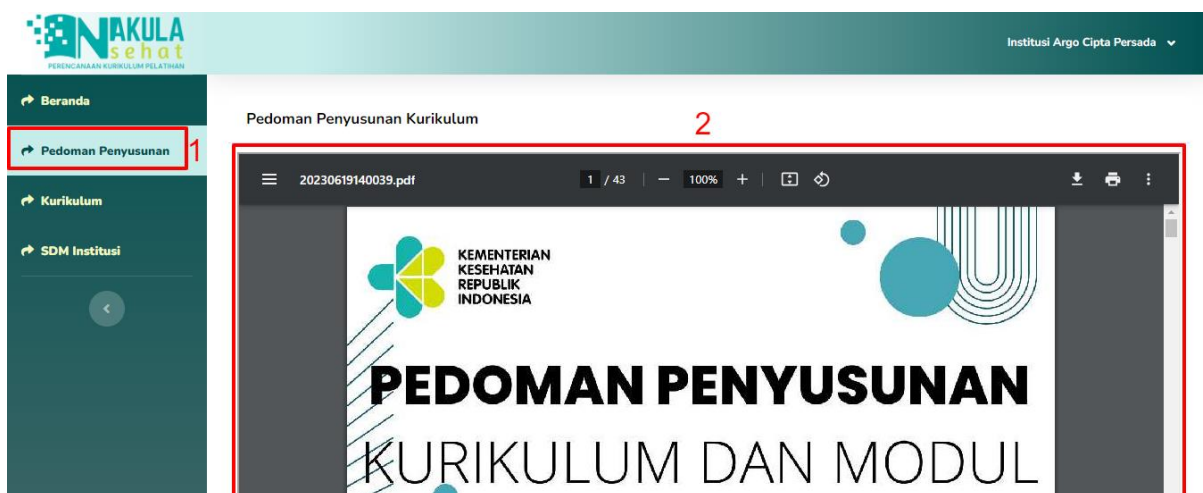 NAKULA
sehat
PERENCANAAN KURIKULUM PELATIHAN
Institusi Argo Cipta Persada
Beranda
Pedoman Penyusunan
1
Kurikulum
SDM Institusi
Pedoman Penyusunan Kurikulum
2
20230619140039.pdf
1 / 43
100%
KEMENTERIAN
KESEHATAN
REPUBLIK
INDONESIA
PEDOMAN PENYUSUNAN
KURIKULUM DAN MODUL